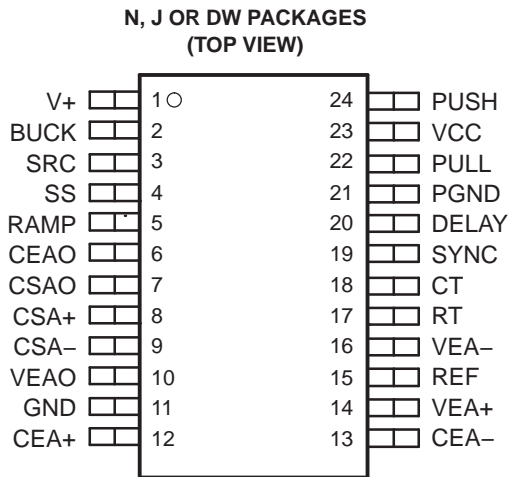 N, J OR DW PACKAGES
(TOP VIEW)
V+ 1 24 PUSH
BUCK 2 23 VCC
SRC 3 22 PULL
SS 4 21 PGND
RAMP 5 20 DELAY
CEAO 6 19 SYNC
CSAO 7 18 CT
CSA+ 8 17 RT
CSA− 9 16 VEA−
VEAO 10 15 REF
GND 11 14 VEA+
CEA+ 12 13 CEA−